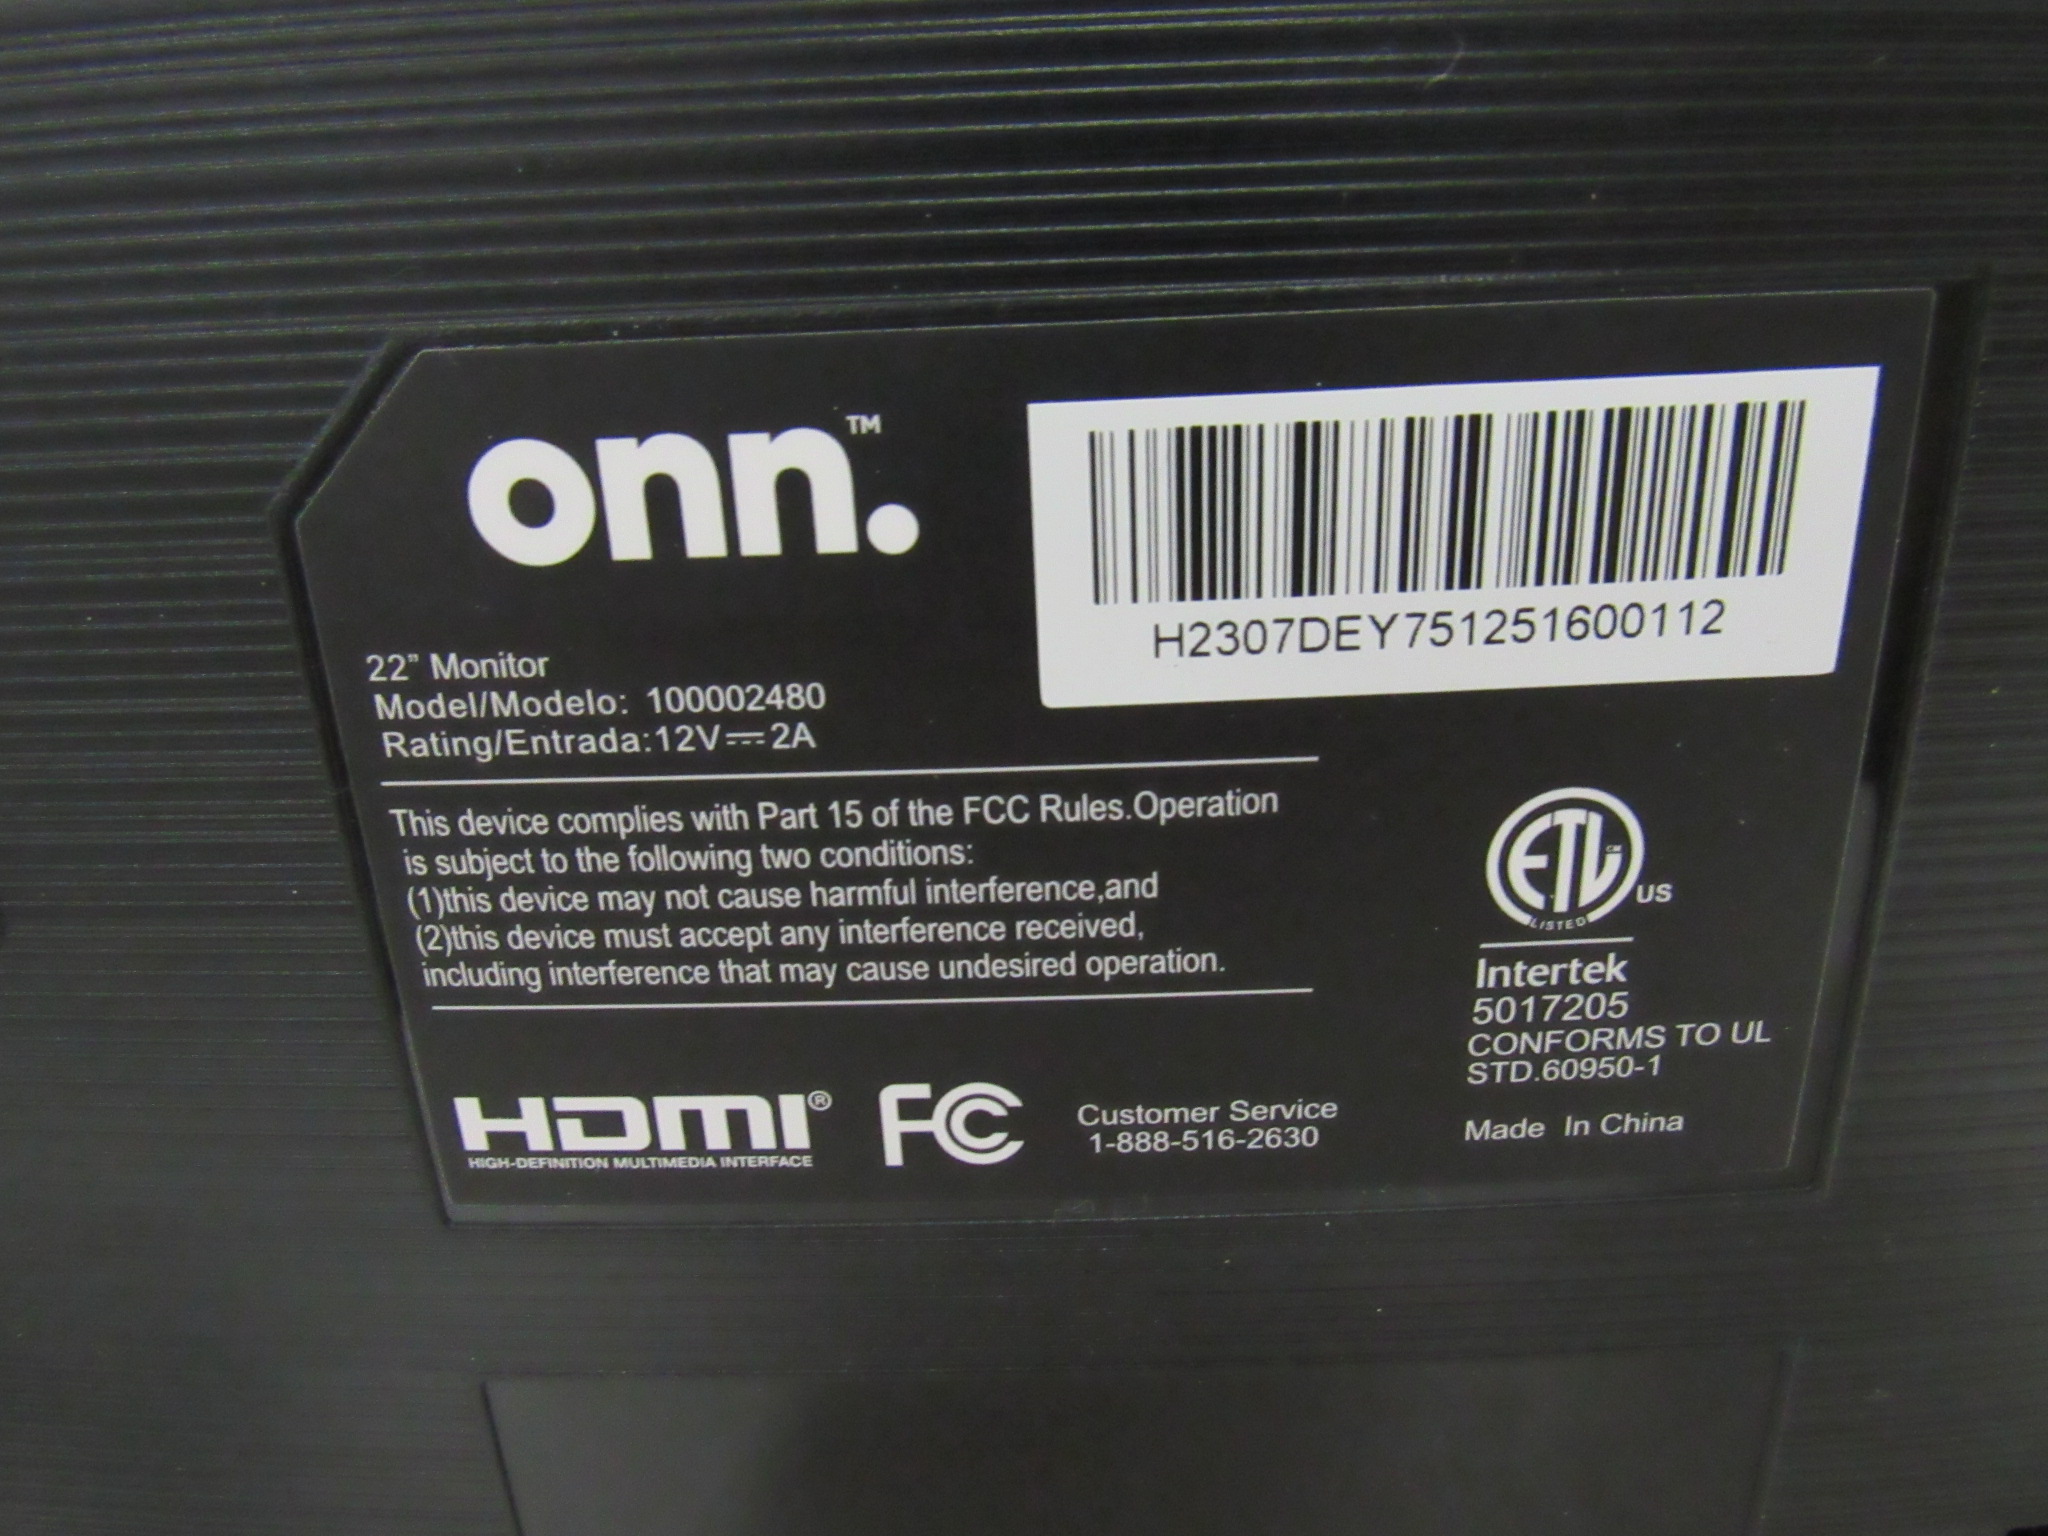 onn.™
H2307DEY751251600112
22” Monitor
Model/Modelo: 100002480
Rating/Entrada:12V⎓2A
This device complies with Part 15 of the FCC Rules.Operation
is subject to the following two conditions:
(1)this device may not cause harmful interference,and
(2)this device must accept any interference received,
including interference that may cause undesired operation.
ETL CM
US
LISTED
Intertek
5017205
CONFORMS TO UL
STD.60950-1
HDMI®
HIGH-DEFINITION MULTIMEDIA INTERFACE
FC
Customer Service
1-888-516-2630
Made In China